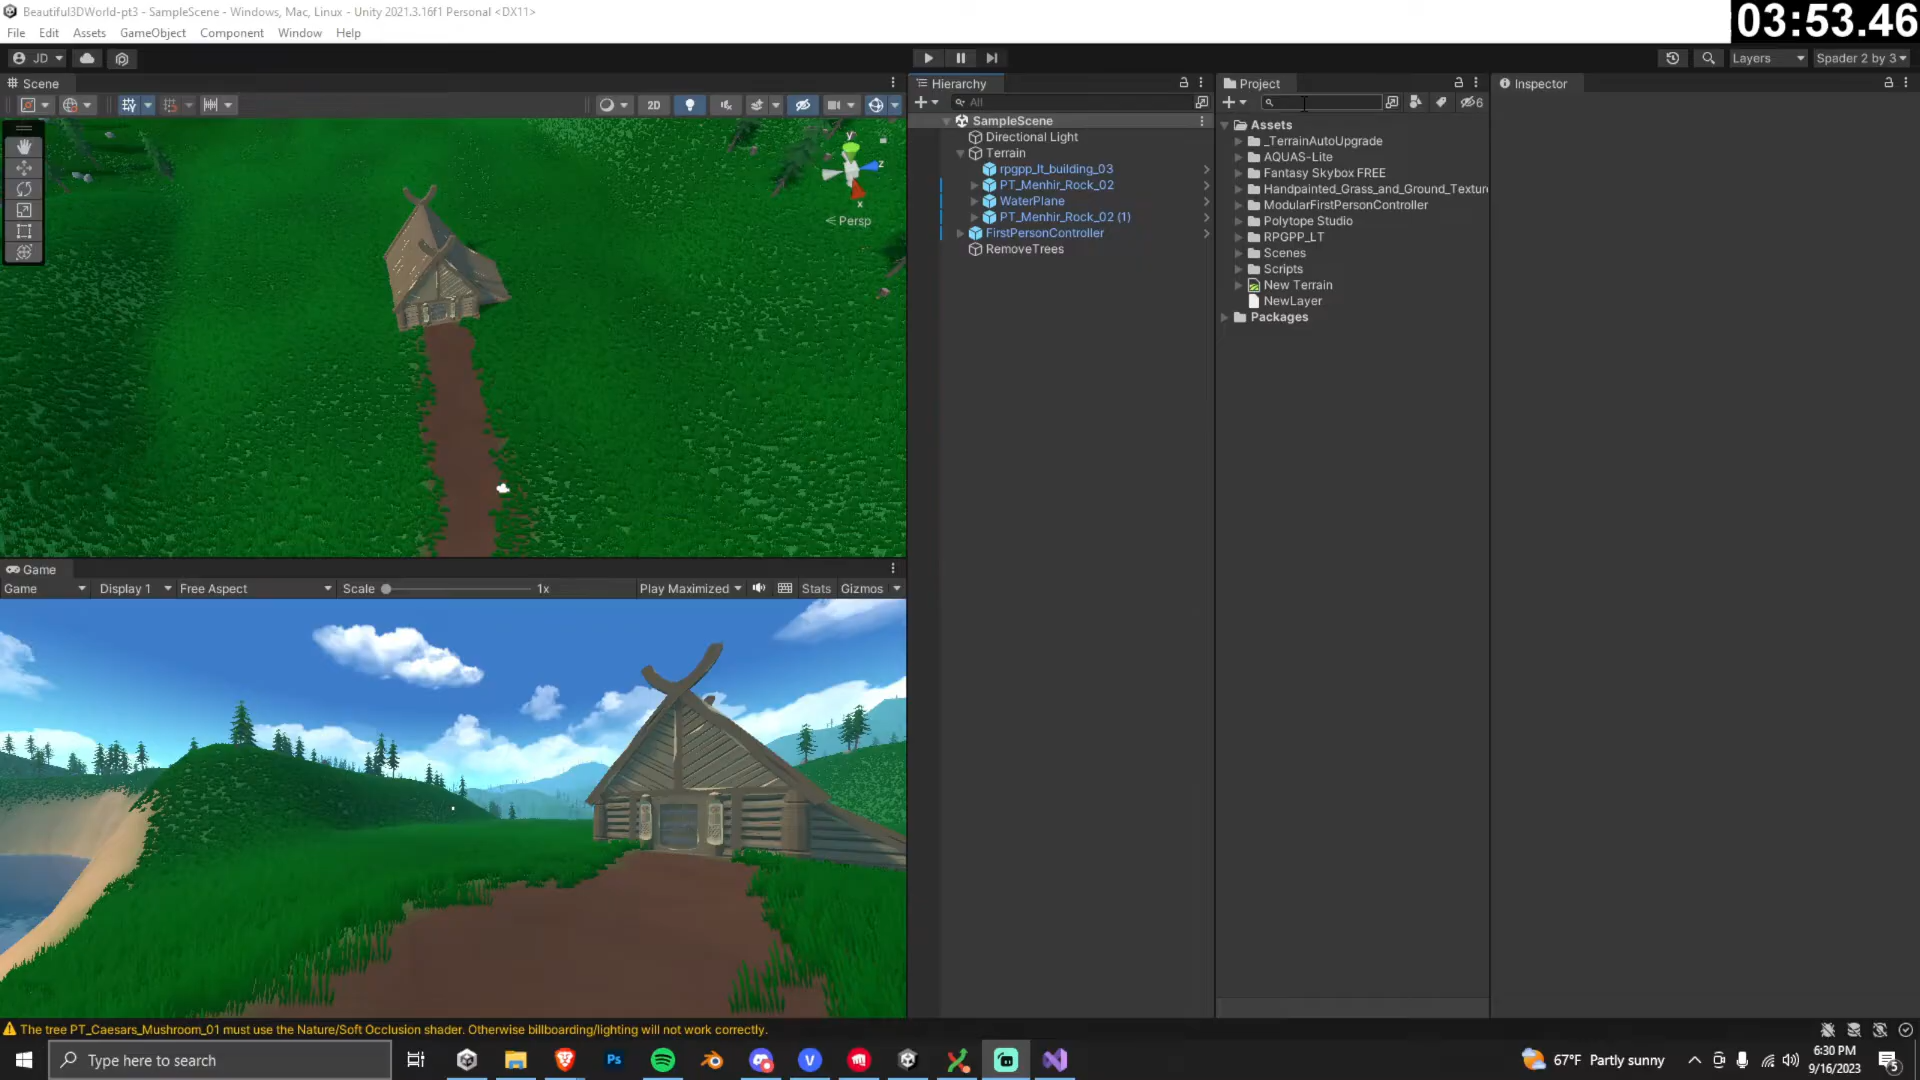 Beautiful3DWorld-pt3 - SampleScene - Windows, Mac, Linux - Unity 2021.3.16f1 Personal <DX11>
03:53.46
File Edit Assets GameObject Component Window Help
JD
Layers
Spader 2 by 3
Scene
2D
y
z
x
Persp
Hierarchy
All
SampleScene
Directional Light
Terrain
rpgpp_lt_building_03
PT_Menhir_Rock_02
WaterPlane
PT_Menhir_Rock_02 (1)
FirstPersonController
RemoveTrees
Project
6
Assets
_TerrainAutoUpgrade
AQUAS-Lite
Fantasy Skybox FREE
Handpainted_Grass_and_Ground_Texture
ModularFirstPersonController
Polytope Studio
RPGPP_LT
Scenes
Scripts
New Terrain
NewLayer
Packages
Inspector
Game
Game Display 1 Free Aspect Scale 1x Play Maximized Stats Gizmos
The tree PT_Caesars_Mushroom_01 must use the Nature/Soft Occlusion shader. Otherwise billboarding/lighting will not work correctly.
Type here to search
Ps
V
67°F Partly sunny
6:30 PM
9/16/2023
5